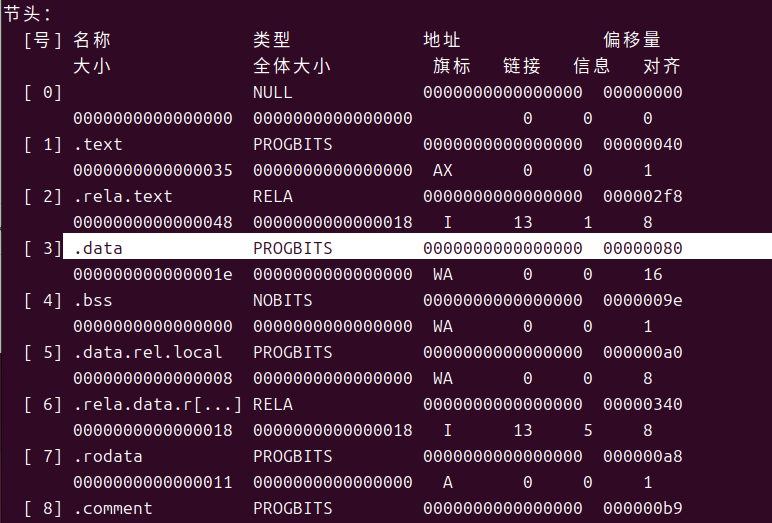 节头：
[号] 名称 类型 地址 偏移量
大小 全体大小 旗标 链接 信息 对齐
[ 0] NULL 0000000000000000 00000000
0000000000000000 0000000000000000 0 0 0
[ 1] .text PROGBITS 0000000000000000 00000040
0000000000000035 0000000000000000 AX 0 0 1
[ 2] .rela.text RELA 0000000000000000 000002f8
0000000000000048 0000000000000018 I 13 1 8
[ 3] .data PROGBITS 0000000000000000 00000080
000000000000001e 0000000000000000 WA 0 0 16
[ 4] .bss NOBITS 0000000000000000 0000009e
0000000000000000 0000000000000000 WA 0 0 1
[ 5] .data.rel.local PROGBITS 0000000000000000 000000a0
0000000000000008 0000000000000000 WA 0 0 8
[ 6] .rela.data.r[...] RELA 0000000000000000 00000340
0000000000000018 0000000000000018 I 13 5 8
[ 7] .rodata PROGBITS 0000000000000000 000000a8
0000000000000011 0000000000000000 A 0 0 1
[ 8] .comment PROGBITS 0000000000000000 000000b9